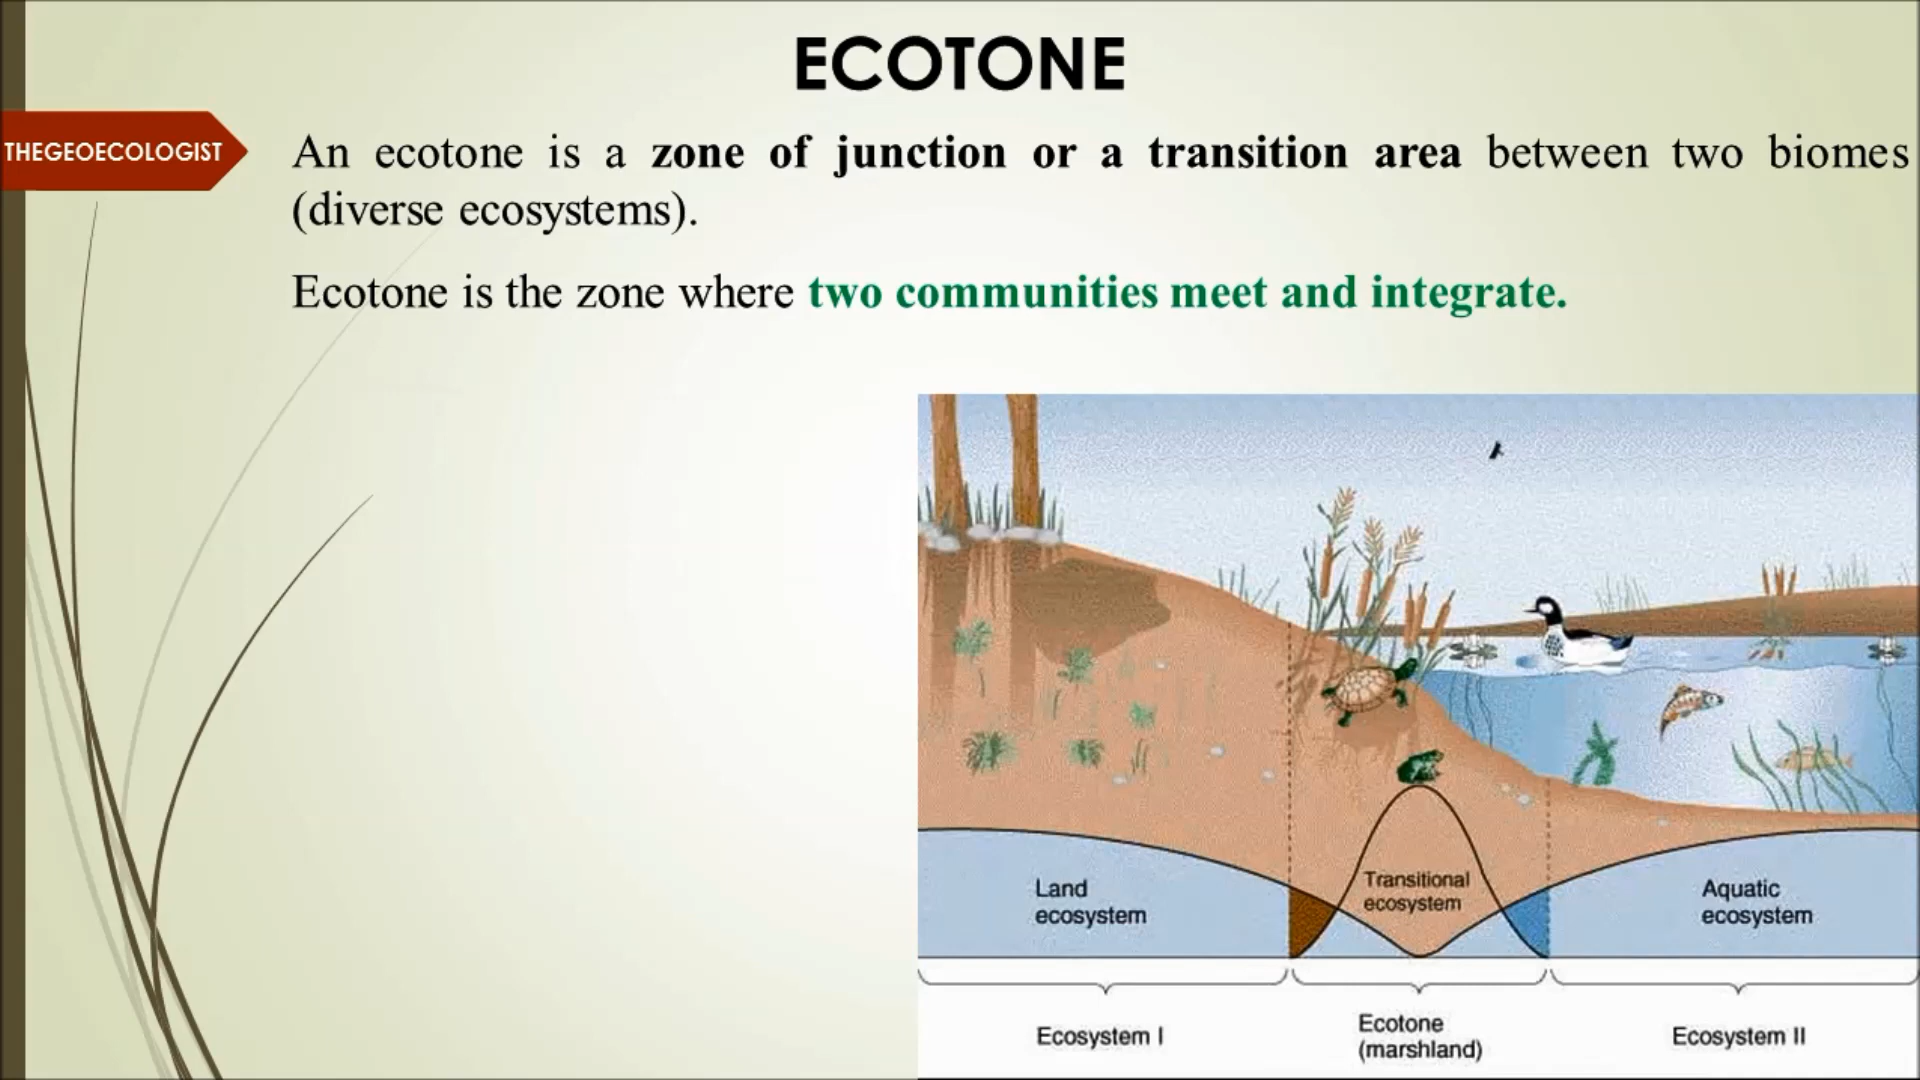 ECOTONE
THEGEOECOLOGIST
An ecotone is a zone of junction or a transition area between two biomes
(diverse ecosystems).
Ecotone is the zone where two communities meet and integrate.
Land
ecosystem
Transitional
ecosystem
Aquatic
ecosystem
Ecosystem I
Ecotone
(marshland)
Ecosystem II